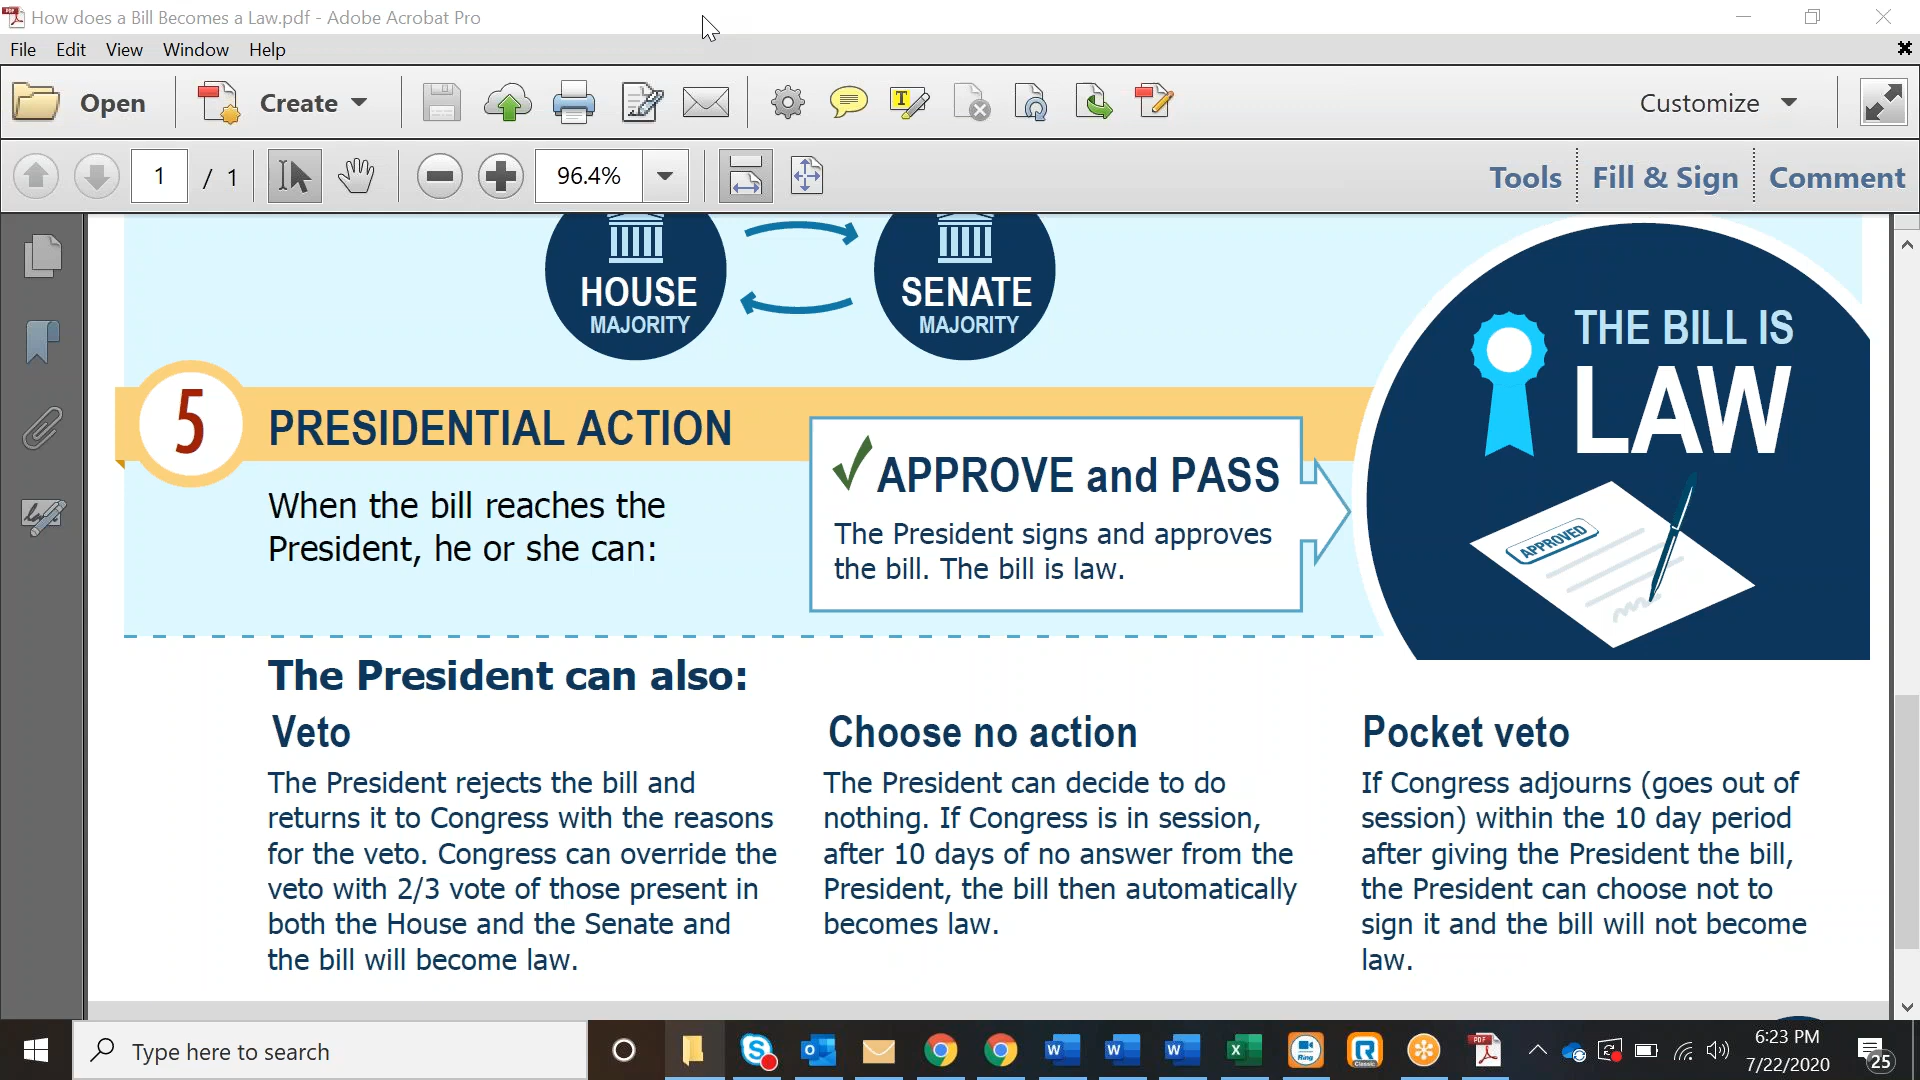 How does a Bill Becomes a Law.pdf - Adobe Acrobat Pro
File Edit View Window Help
Open Create Customize
1 / 1 96.4% Tools Fill & Sign Comment
HOUSE
MAJORITY
SENATE
MAJORITY
THE BILL IS
LAW
APPROVED
5 PRESIDENTIAL ACTION
When the bill reaches the
President, he or she can:
APPROVE and PASS
The President signs and approves
the bill. The bill is law.
The President can also:
Veto
The President rejects the bill and
returns it to Congress with the reasons
for the veto. Congress can override the
veto with 2/3 vote of those present in
both the House and the Senate and
the bill will become law.
Choose no action
The President can decide to do
nothing. If Congress is in session,
after 10 days of no answer from the
President, the bill then automatically
becomes law.
Pocket veto
If Congress adjourns (goes out of
session) within the 10 day period
after giving the President the bill,
the President can choose not to
sign it and the bill will not become
law.
Type here to search
6:23 PM
7/22/2020
25